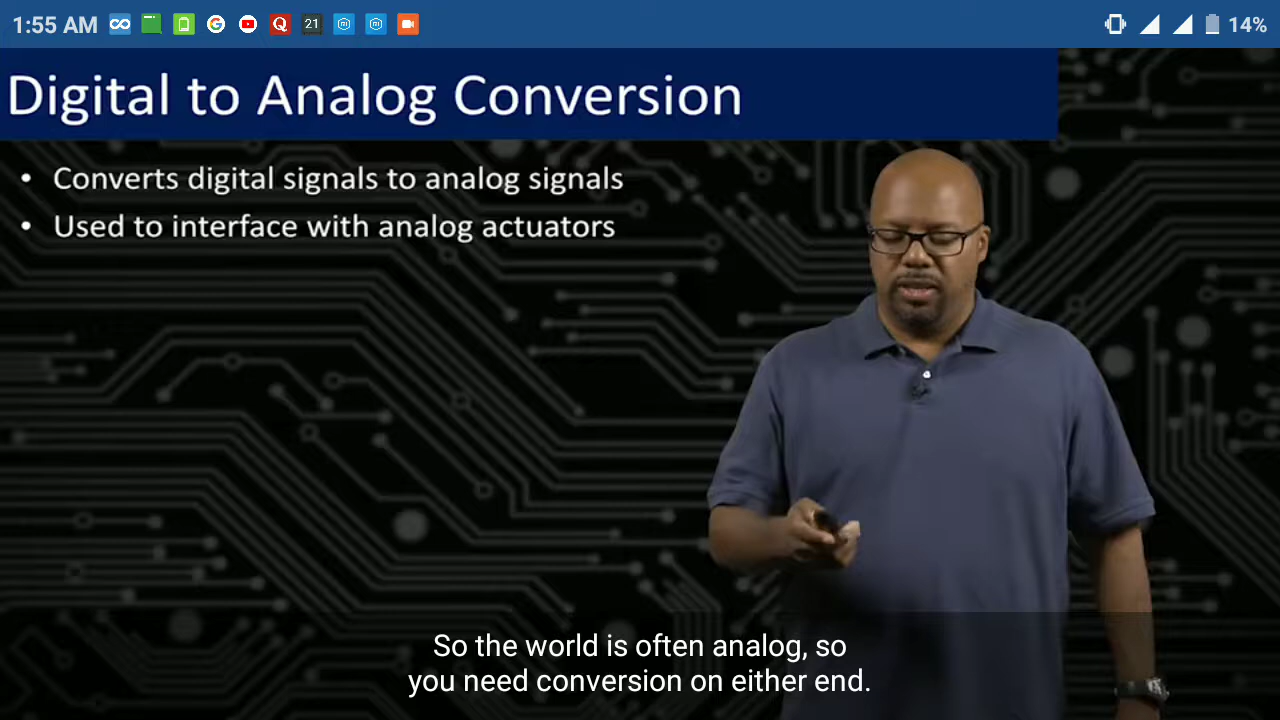 1:55 AM 21 14%
Digital to Analog Conversion
• Converts digital signals to analog signals
• Used to interface with analog actuators
So the world is often analog, so
you need conversion on either end.